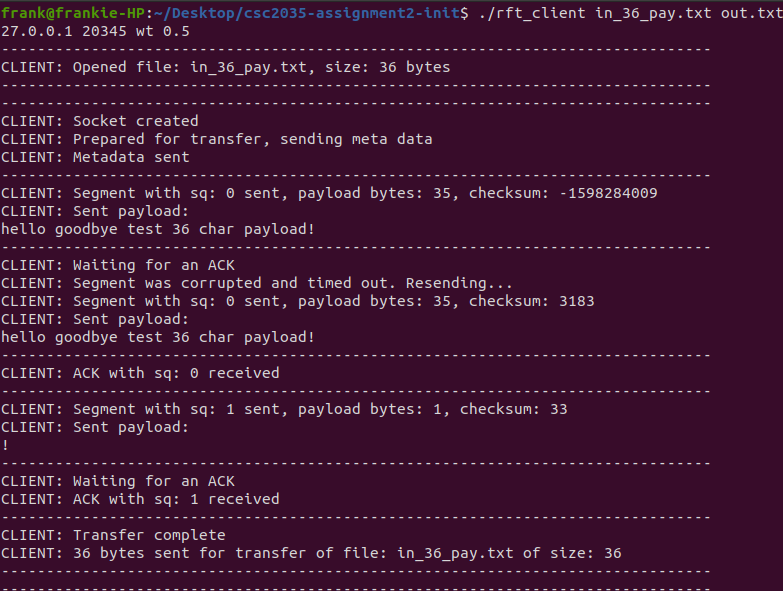 frank@frankie-HP:~/Desktop/csc2035-assignment2-init$ ./rft_client in_36_pay.txt out.txt
27.0.0.1 20345 wt 0.5
-------------------------------------------------------------------------------
CLIENT: Opened file: in_36_pay.txt, size: 36 bytes
-------------------------------------------------------------------------------
-------------------------------------------------------------------------------
CLIENT: Socket created
CLIENT: Prepared for transfer, sending meta data
CLIENT: Metadata sent
-------------------------------------------------------------------------------
CLIENT: Segment with sq: 0 sent, payload bytes: 35, checksum: -1598284009
CLIENT: Sent payload:
hello goodbye test 36 char payload!
-------------------------------------------------------------------------------
CLIENT: Waiting for an ACK
CLIENT: Segment was corrupted and timed out. Resending...
CLIENT: Segment with sq: 0 sent, payload bytes: 35, checksum: 3183
CLIENT: Sent payload:
hello goodbye test 36 char payload!
-------------------------------------------------------------------------------
CLIENT: ACK with sq: 0 received
-------------------------------------------------------------------------------
CLIENT: Segment with sq: 1 sent, payload bytes: 1, checksum: 33
CLIENT: Sent payload:
!
-------------------------------------------------------------------------------
CLIENT: Waiting for an ACK
CLIENT: ACK with sq: 1 received
-------------------------------------------------------------------------------
CLIENT: Transfer complete
CLIENT: 36 bytes sent for transfer of file: in_36_pay.txt of size: 36
-------------------------------------------------------------------------------
-------------------------------------------------------------------------------